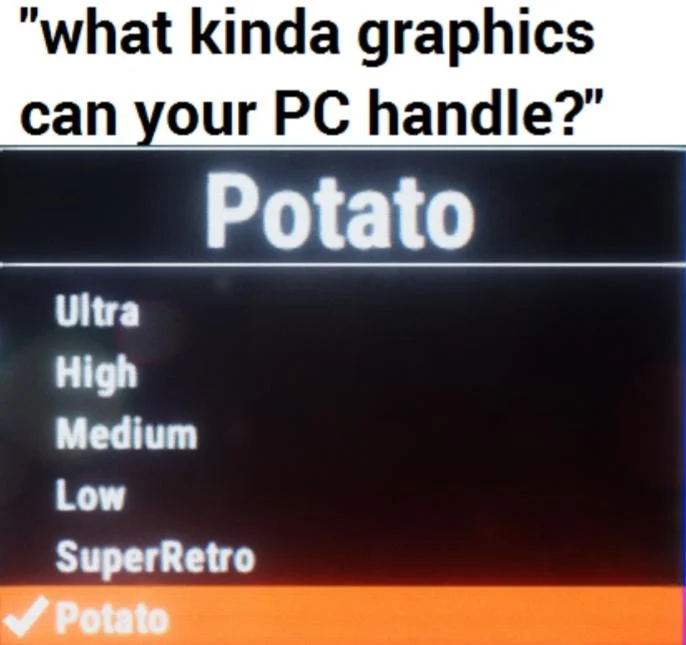 "what kinda graphics
can your PC handle?"
Potato
Ultra
High
Medium
Low
SuperRetro
Potato